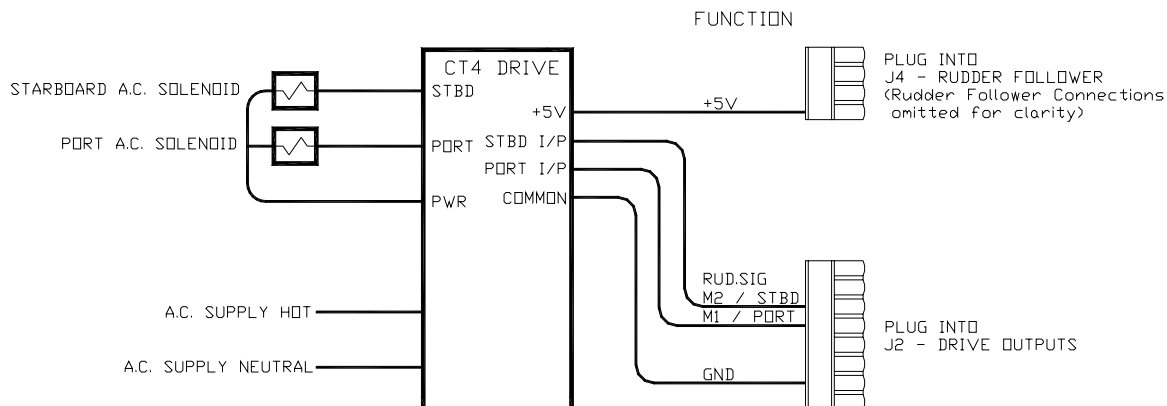 FUNCTION
CT4 DRIVE
STARBOARD A.C. SOLENOID
STBD
+5V
+5V
PLUG INTO
J4 - RUDDER FOLLOWER
(Rudder Follower Connections
omitted for clarity)
PORT A.C. SOLENOID
PORT
STBD I/P
PORT I/P
PWR
COMMON
RUD.SIG
M2 / STBD
M1 / PORT
A.C. SUPPLY HOT
PLUG INTO
J2 - DRIVE OUTPUTS
A.C. SUPPLY NEUTRAL
GND